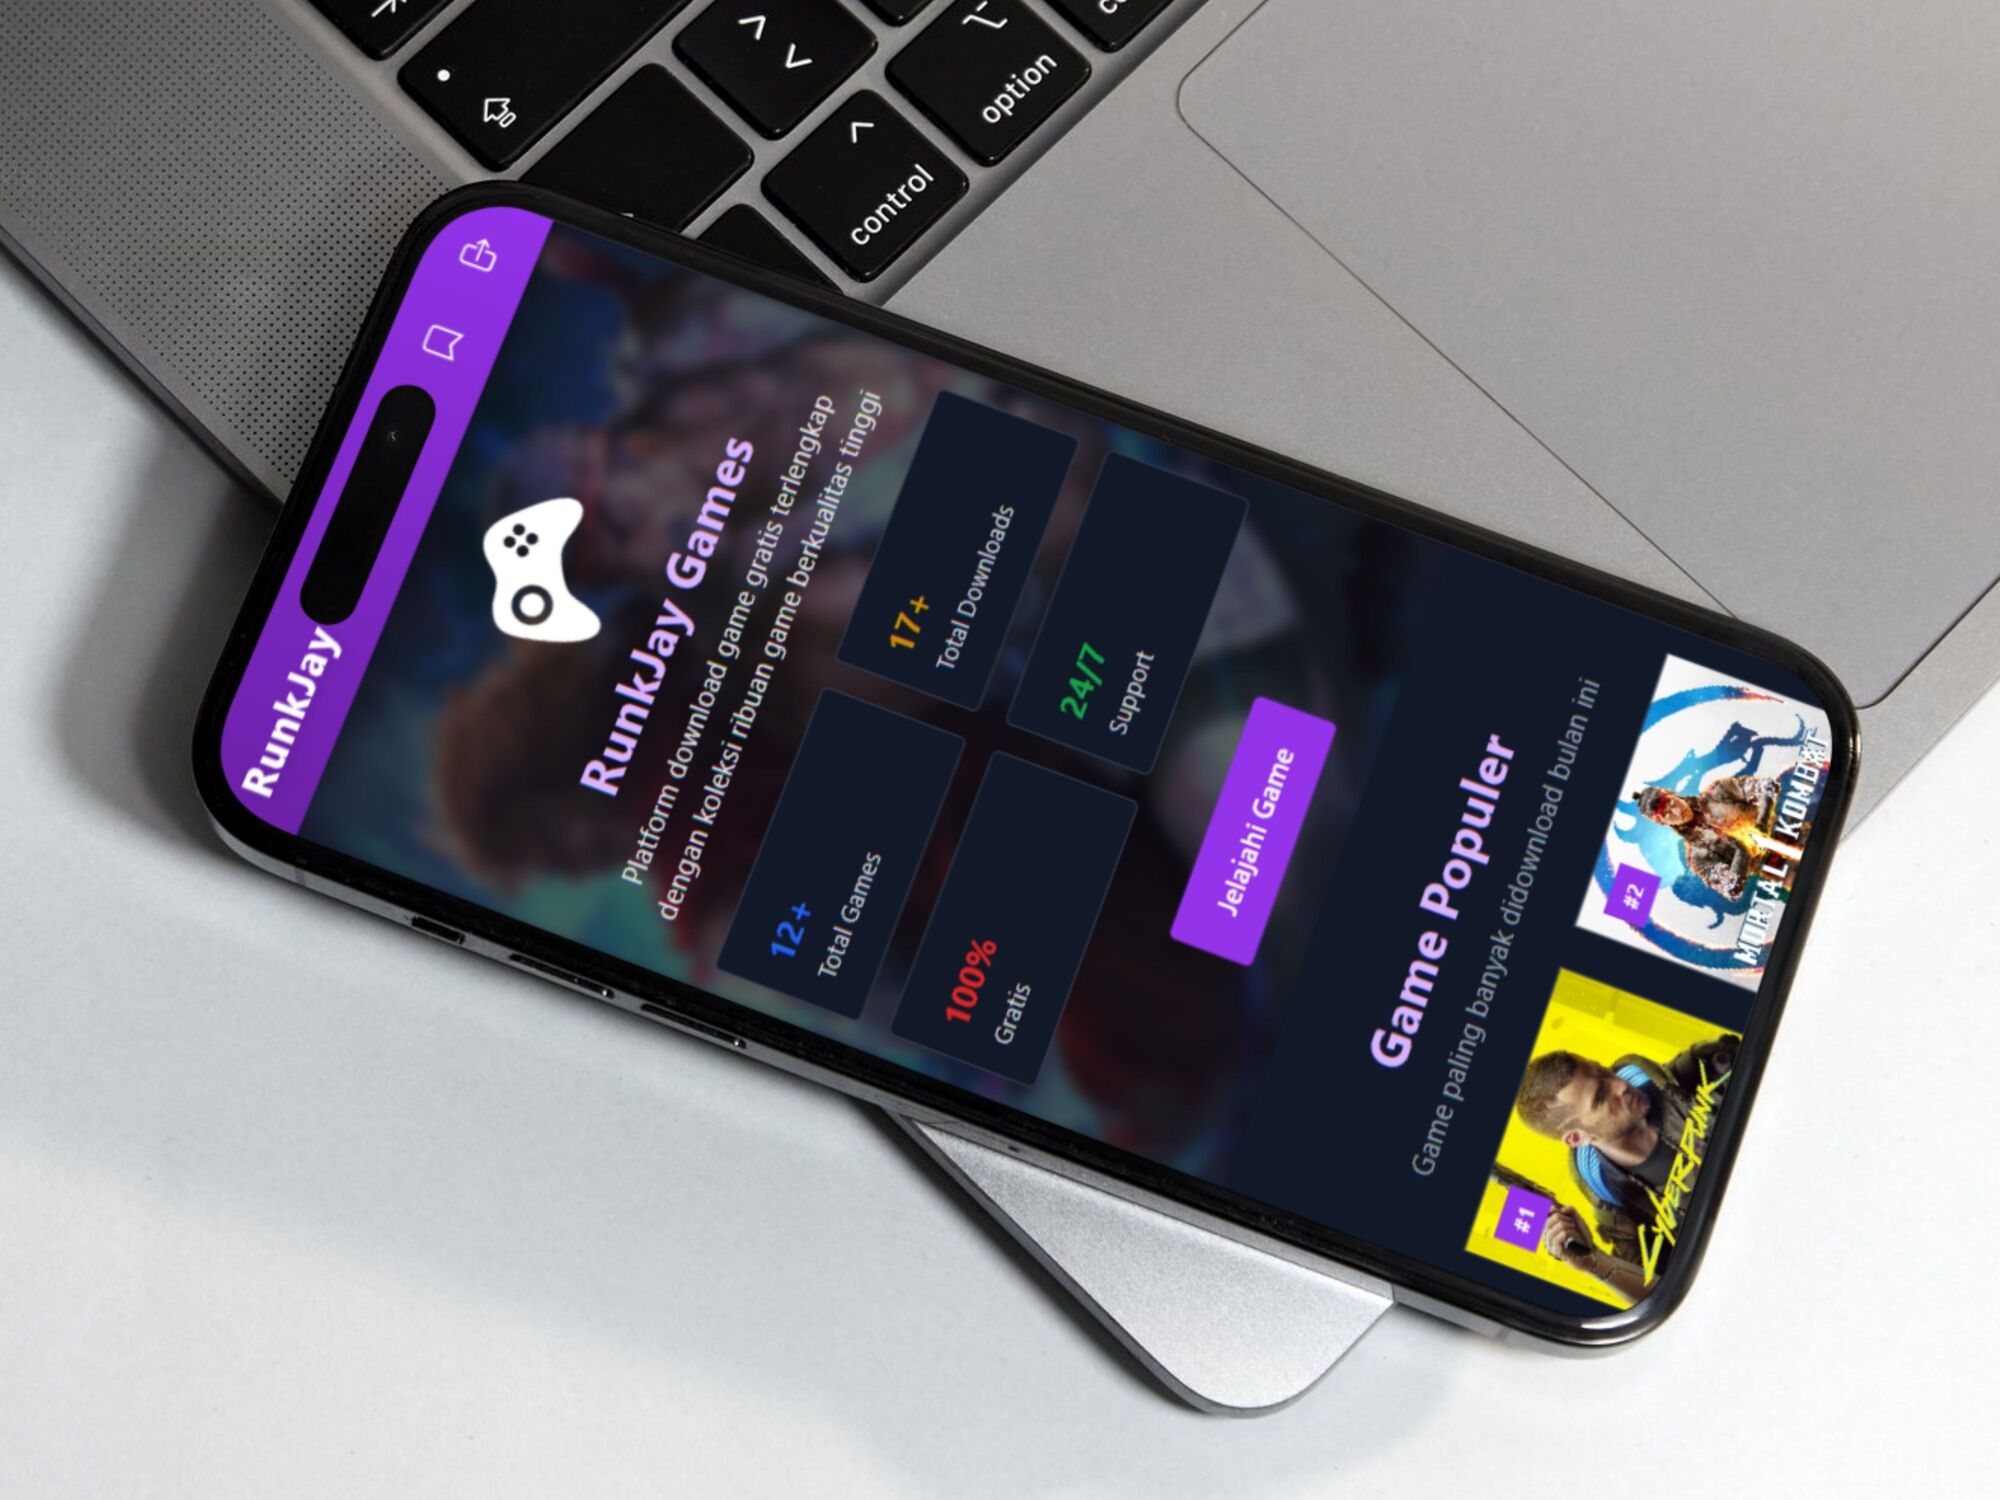 option
control
RunkJay
RunkJay Games
Platform download game gratis terlengkap
dengan koleksi ribuan game berkualitas tinggi
12+
Total Games
17+
Total Downloads
100%
Gratis
24/7
Support
Jelajahi Game
Game Populer
Game paling banyak didownload bulan ini
#1
CYBERPUNK
#2
MORTAL KOMBAT